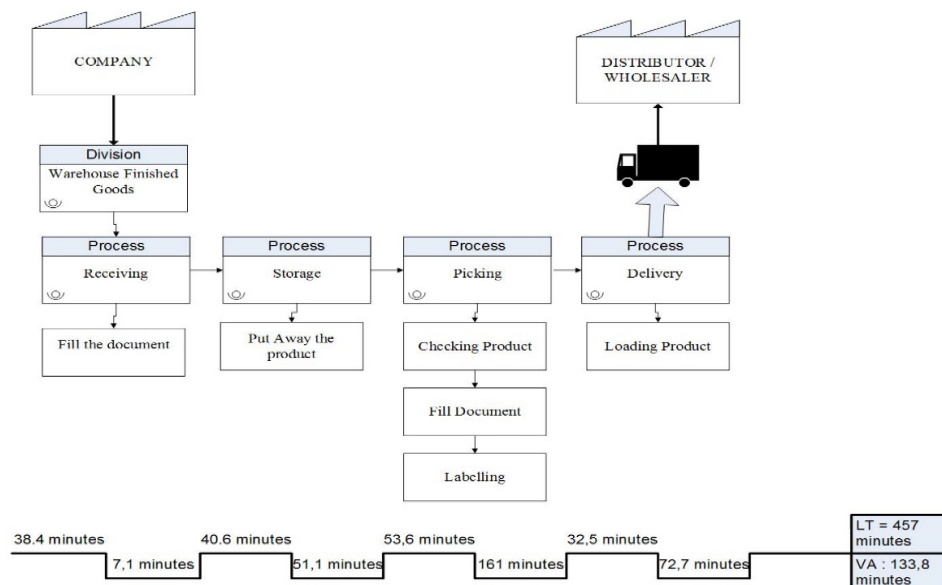 COMPANY
DISTRIBUTOR /
WHOLESALER
Division
Warehouse Finished
Goods
Process
Receiving
Process
Storage
Process
Picking
Process
Delivery
Fill the document
Put Away the
product
Checking Product
Loading Product
Fill Document
Labelling
38.4 minutes
7,1 minutes
40.6 minutes
51,1 minutes
53,6 minutes
161 minutes
32,5 minutes
72,7 minutes
LT = 457
minutes
VA : 133,8
minutes